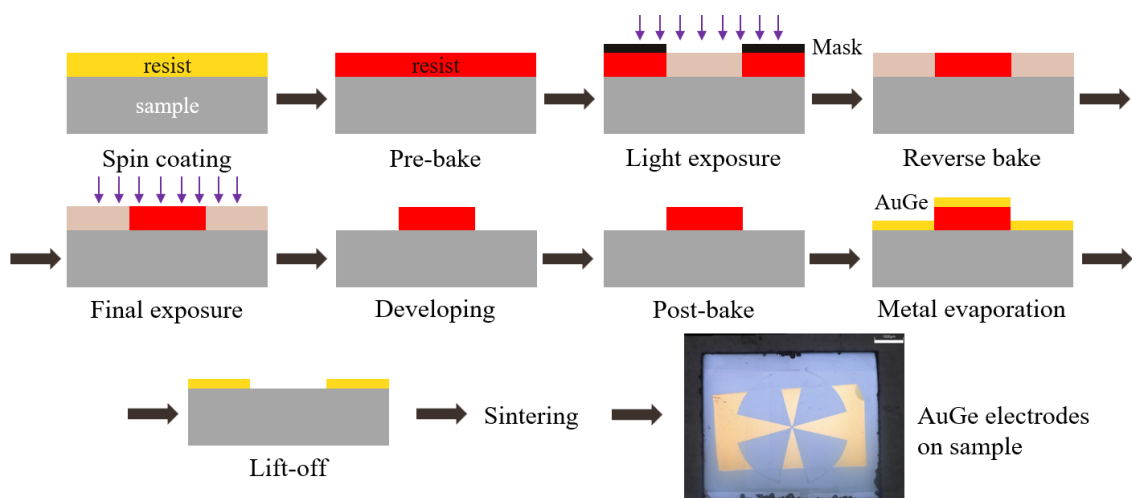 resist
sample
Spin coating
resist
Pre-bake
Mask
Light exposure
Reverse bake
Final exposure
Developing
Post-bake
AuGe
Metal evaporation
Lift-off
Sintering
AuGe electrodes
on sample